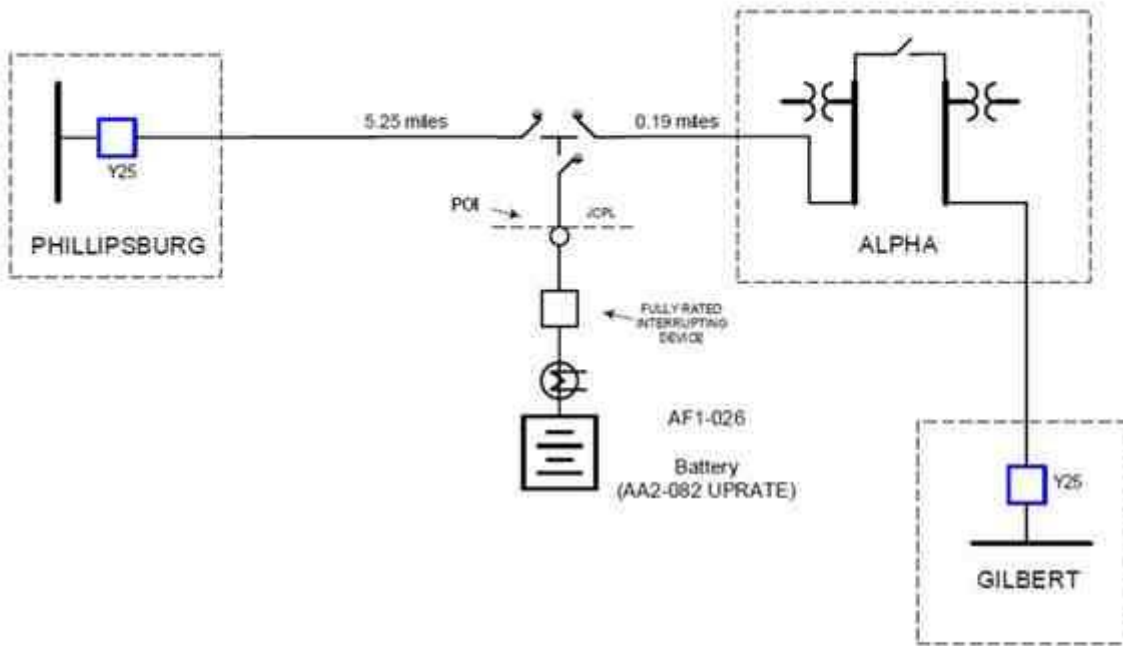 5.25 miles
0.19 miles
Y25
PHILLIPSBURG
POI
JCPL
ALPHA
FULLY RATED
INTERRUPTING
DEVICE
AF1-026
Battery
(AA2-082 UPRATE)
Y25
GILBERT